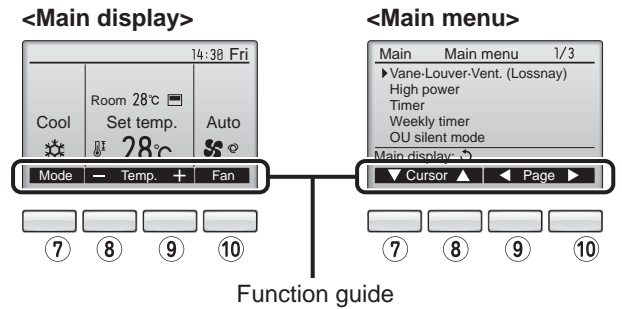 <Main display>
14:30 Fri
Room 28°C
Cool
Set temp.
Auto
28°C
Mode
− Temp. +
Fan
7 8 9 10
<Main menu>
Main Main menu 1/3
▶Vane·Louver·Vent. (Lossnay)
High power
Timer
Weekly timer
OU silent mode
Main display: ↺
▼ Cursor ▲ ◀ Page ▶
7 8 9 10
Function guide